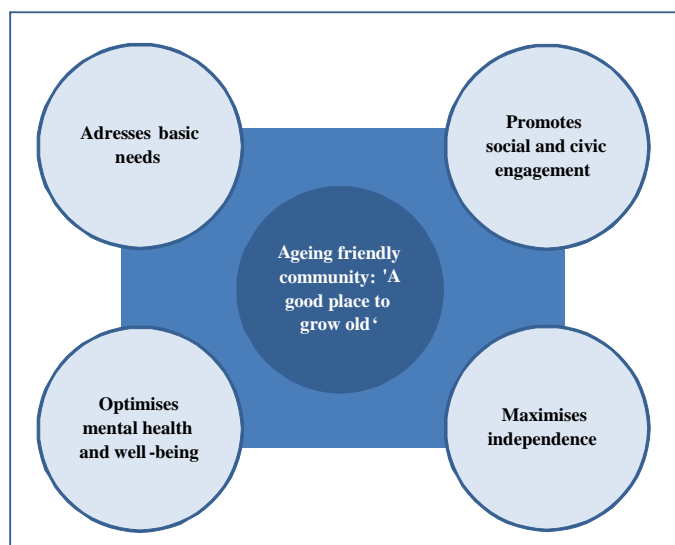 Adresses basic
needs
Promotes
social and civic
engagement
Ageing friendly
community: 'A
good place to
grow old‘
Optimises
mental health
and well-being
Maximises
independence